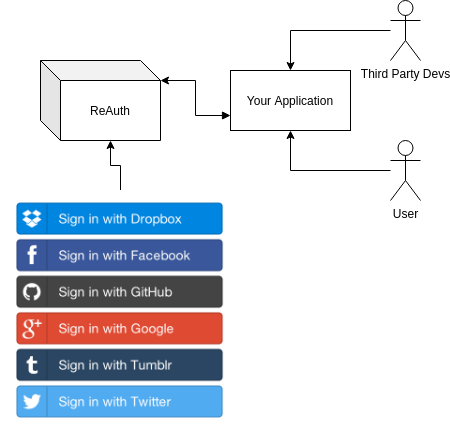 Third Party Devs
ReAuth
Your Application
User
Sign in with Dropbox
Sign in with Facebook
Sign in with GitHub
Sign in with Google
Sign in with Tumblr
Sign in with Twitter